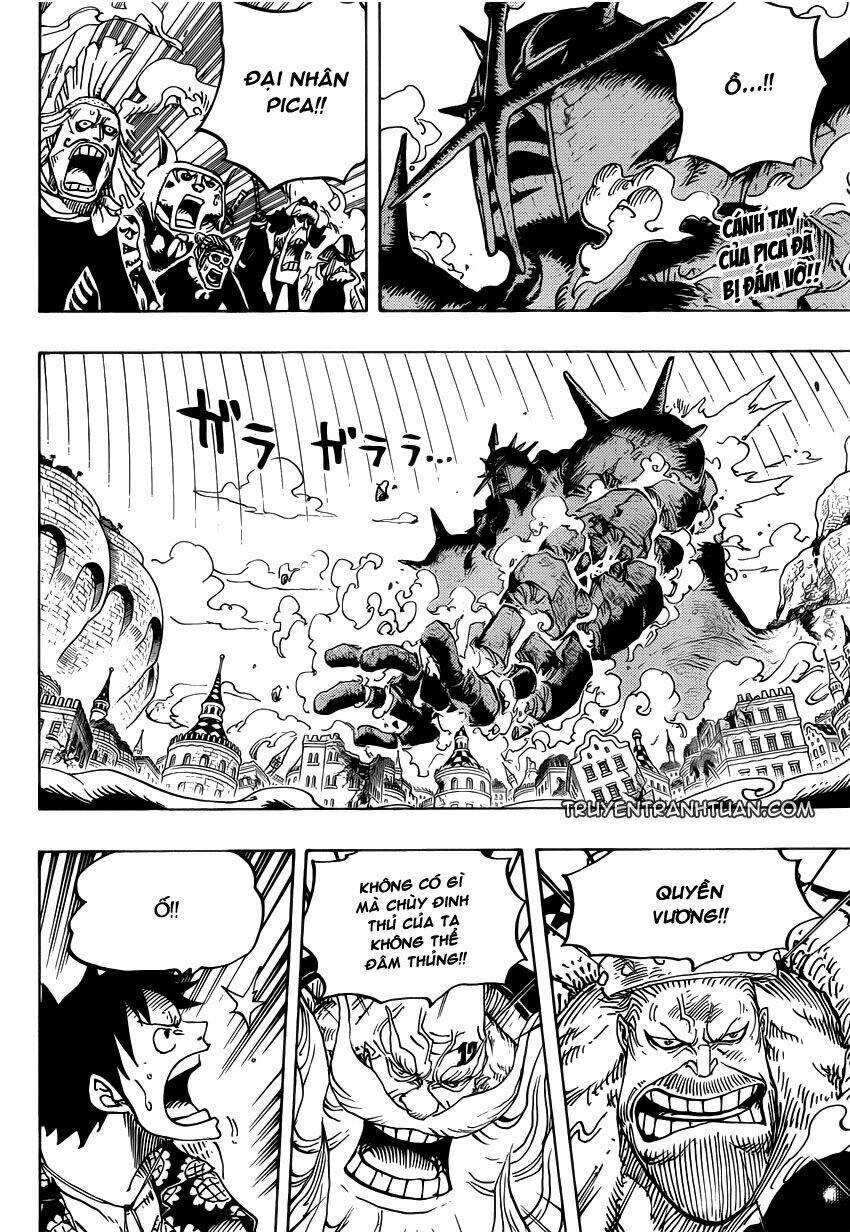 ĐẠI NHÂN
PICA!!
Ồ...!!
CÁNH TAY
CỦA PICA ĐÃ
BỊ ĐẤM VỠ!!
ガラ ガララ...
TRUYENTRANHTUAN.COM
Ố!!
KHÔNG CÓ GÌ
MÀ CHÙY ĐINH
THỦ CỦA TA
KHÔNG THỂ
ĐÂM THỦNG!!
12
QUYỀN
VƯƠNG!!